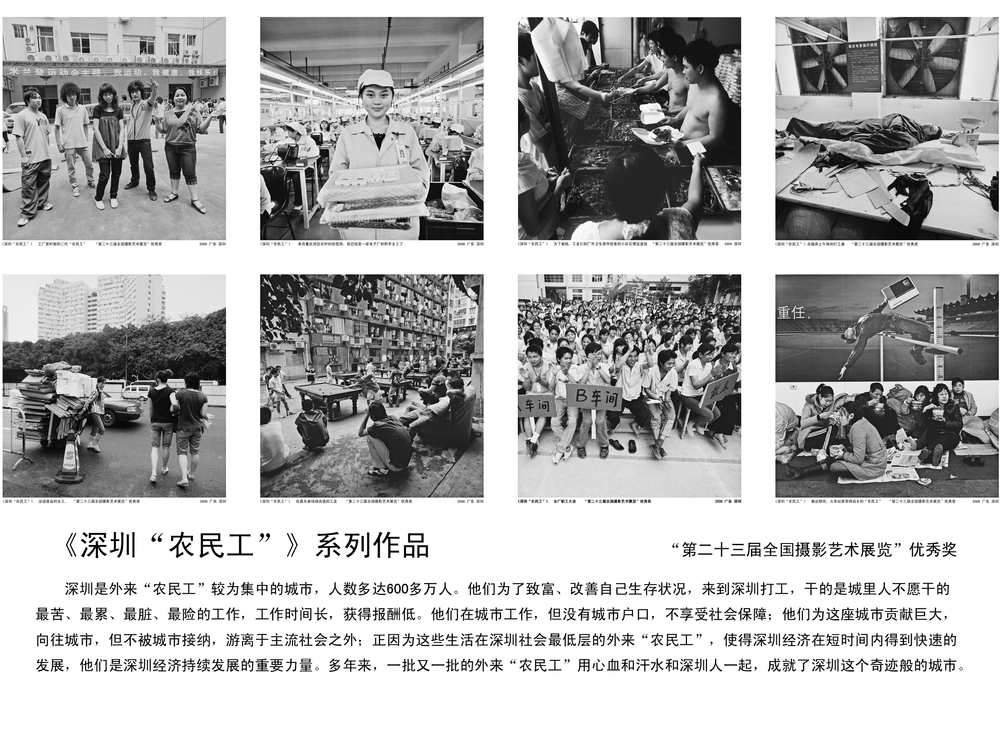 米兰登运动会主题，我运动，我健康，我快乐！
裁床电剪操作规程
《深圳“农民工”》 工厂里时髦的二代“农民工” “第二十三届全国摄影艺术展览”优秀奖 2008 广东 深圳
《深圳“农民工”》 来自重庆郊区农村的田雪燕，现已经是一家电子厂的熟手女工了 2008 广东 深圳
《深圳“农民工”》 为了省钱，工友们到厂外卫生条件较差的小店买便宜盒饭 “第二十三届全国摄影艺术展览”优秀奖 2009 深圳
《深圳“农民工”》在裁床上午休的打工者 “第二十三届全国摄影艺术展览”优秀奖 2009 广东 深圳
车间
B车间
裁床
重任，
ups
《深圳“农民工”》 运送废品的女工。 “第二十三届全国摄影艺术展览”优秀奖 2008 广东 深圳
《深圳“农民工”》 在露天桌球场消遣的工友 “第二十三届全国摄影艺术展览”优秀奖 2008 广东 深圳
《深圳“农民工”》 全厂职工大会 “第二十三届全国摄影艺术展览”优秀奖 2008 广东 深圳
《深圳“农民工”》 春运期间，火车站里等得返乡的“农民工” “第二十三届全国摄影艺术展览”优秀奖 2008 广东 深圳
《深圳“农民工”》系列作品
“第二十三届全国摄影艺术展览”优秀奖
深圳是外来“农民工”较为集中的城市，人数多达600多万人。他们为了致富、改善自己生存状况，来到深圳打工，干的是城里人不愿干的
最苦、最累、最脏、最险的工作，工作时间长，获得报酬低。他们在城市工作，但没有城市户口，不享受社会保障；他们为这座城市贡献巨大，
向往城市，但不被城市接纳，游离于主流社会之外；正因为这些生活在深圳社会最低层的外来“农民工”，使得深圳经济在短时间内得到快速的
发展，他们是深圳经济持续发展的重要力量。多年来，一批又一批的外来“农民工”用心血和汗水和深圳人一起，成就了深圳这个奇迹般的城市。